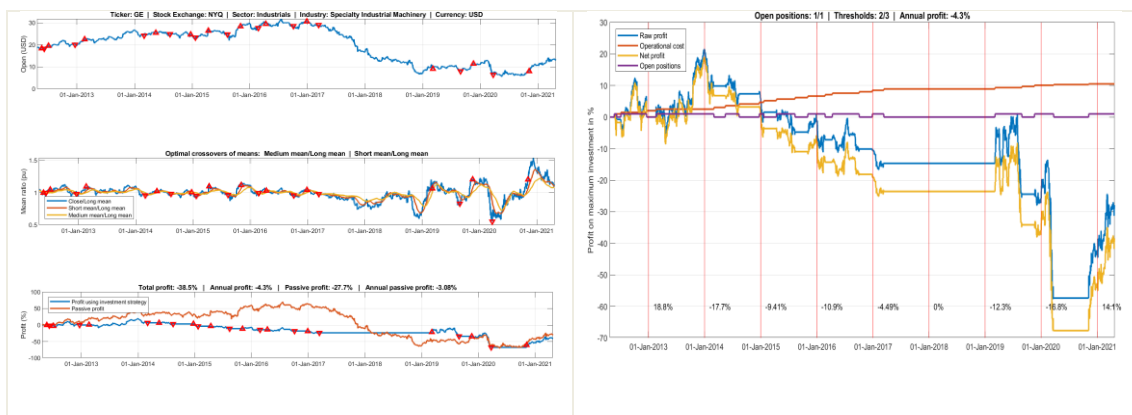 Ticker: GE | Stock Exchange: NYQ | Sector: Industrials | Industry: Specialty Industrial Machinery | Currency: USD
Open (USD)
30
20
10
0
01-Jan-2013 01-Jan-2014 01-Jan-2015 01-Jan-2016 01-Jan-2017 01-Jan-2018 01-Jan-2019 01-Jan-2020 01-Jan-2021
Optimal crossovers of means: Medium mean/Long mean | Short mean/Long mean
Mean ratio (pu)
1.5
1
0.5
Close/Long mean
Short mean/Long mean
Medium mean/Long mean
01-Jan-2013 01-Jan-2014 01-Jan-2015 01-Jan-2016 01-Jan-2017 01-Jan-2018 01-Jan-2019 01-Jan-2020 01-Jan-2021
Total profit: -38.5% | Annual profit: -4.3% | Passive profit: -27.7% | Annual passive profit: -3.08%
Profit (%)
100
50
0
-50
-100
Profit using investment strategy
Passive profit
01-Jan-2013 01-Jan-2014 01-Jan-2015 01-Jan-2016 01-Jan-2017 01-Jan-2018 01-Jan-2019 01-Jan-2020 01-Jan-2021
Open positions: 1/1 | Thresholds: 2/3 | Annual profit: -4.3%
Profit on maximum investment in %
30
20
10
0
-10
-20
-30
-40
-50
-60
-70
Raw profit
Operational cost
Net profit
Open positions
18.8% -17.7% -9.41% -10.9% -4.49% 0% -12.3% -16.8% 14.1%
01-Jan-2013 01-Jan-2014 01-Jan-2015 01-Jan-2016 01-Jan-2017 01-Jan-2019 01-Jan-2020 01-Jan-2021